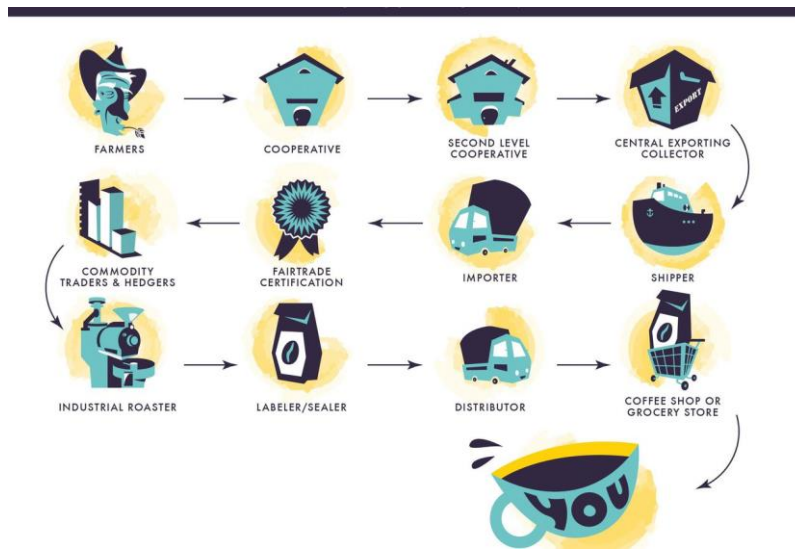 FARMERS
COOPERATIVE
SECOND LEVEL
COOPERATIVE
EXPORT
CENTRAL EXPORTING
COLLECTOR
COMMODITY
TRADERS & HEDGERS
FAIRTRADE
CERTIFICATION
IMPORTER
SHIPPER
INDUSTRIAL ROASTER
LABELER/SEALER
DISTRIBUTOR
COFFEE SHOP OR
GROCERY STORE
YOU